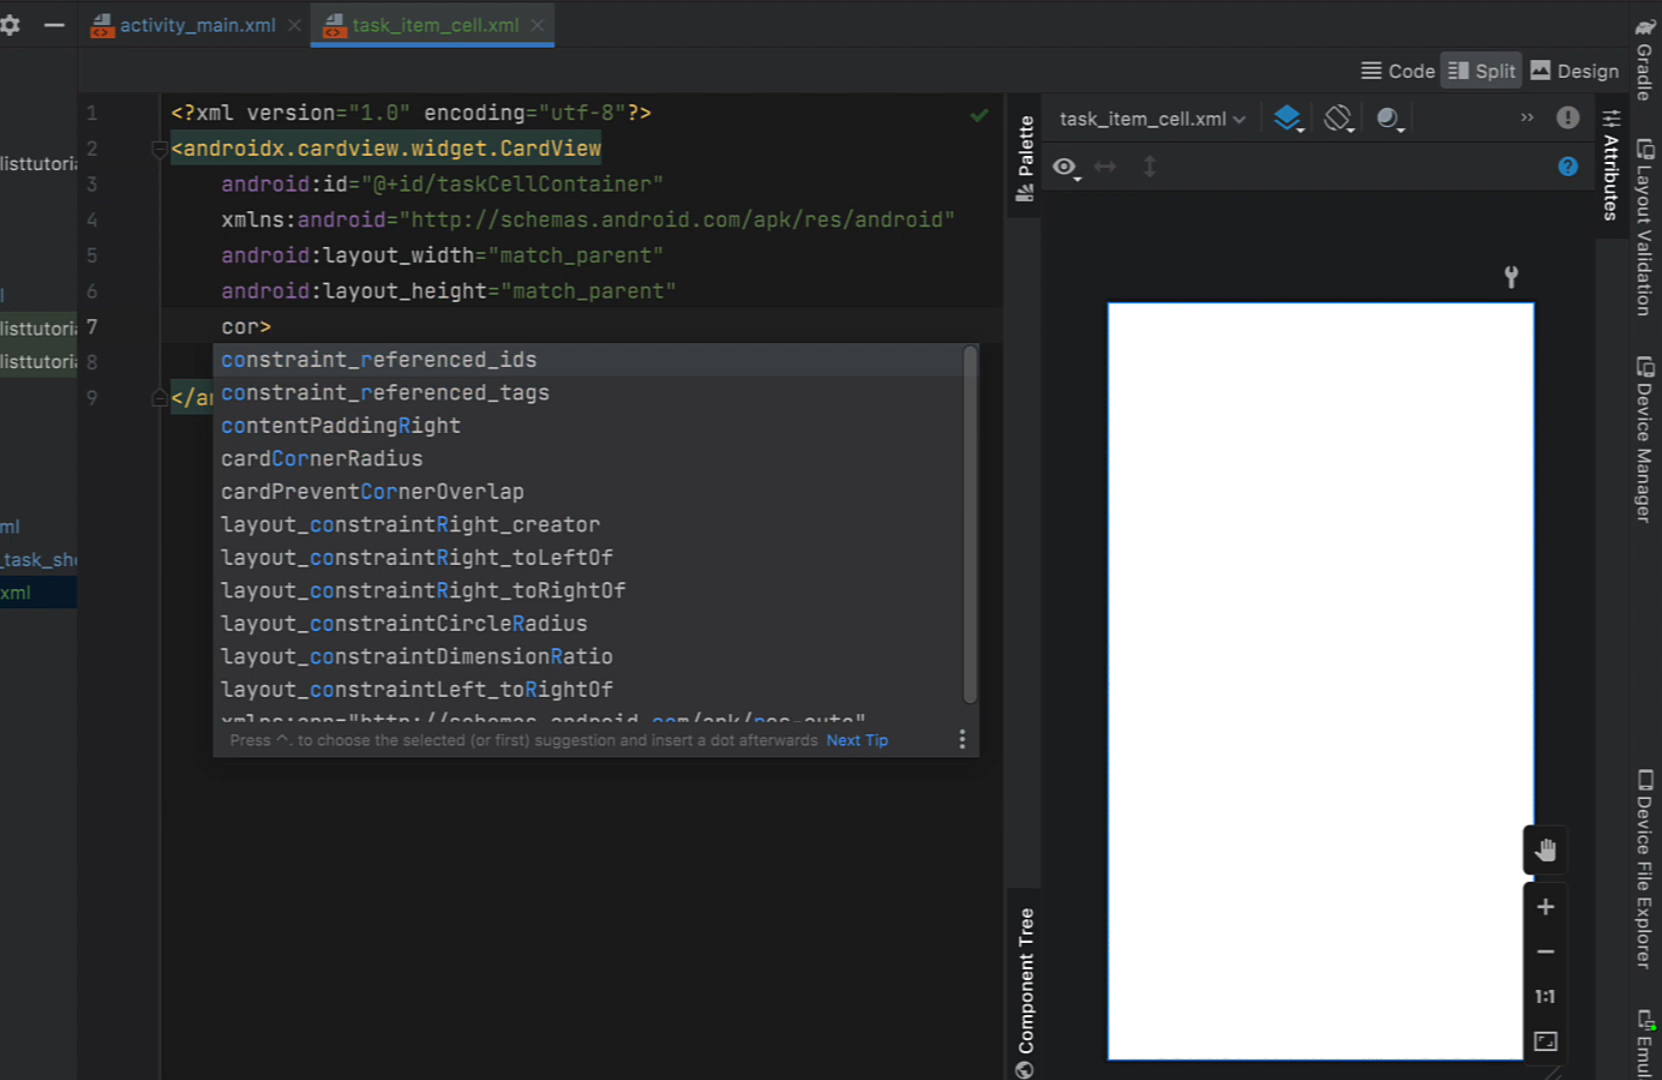 activity_main.xml
task_item_cell.xml
Code
Split
Design
1 <?xml version="1.0" encoding="utf-8"?>
2 <androidx.cardview.widget.CardView
3 android:id="@+id/taskCellContainer"
4 xmlns:android="http://schemas.android.com/apk/res/android"
5 android:layout_width="match_parent"
6 android:layout_height="match_parent"
7 cor>
8
9 </an
constraint_referenced_ids
constraint_referenced_tags
contentPaddingRight
cardCornerRadius
cardPreventCornerOverlap
layout_constraintRight_creator
layout_constraintRight_toLeftOf
layout_constraintRight_toRightOf
layout_constraintCircleRadius
layout_constraintDimensionRatio
layout_constraintLeft_toRightOf
xmlns:app="http://schemas.android.com/apk/res-auto"
Press ^. to choose the selected (or first) suggestion and insert a dot afterwards Next Tip
listtutoria
l
listtutoria
listtutoria
ml
_task_she
xml
Palette
Component Tree
task_item_cell.xml
1:1
Attributes
Gradle
Layout Validation
Device Manager
Device File Explorer
Emul